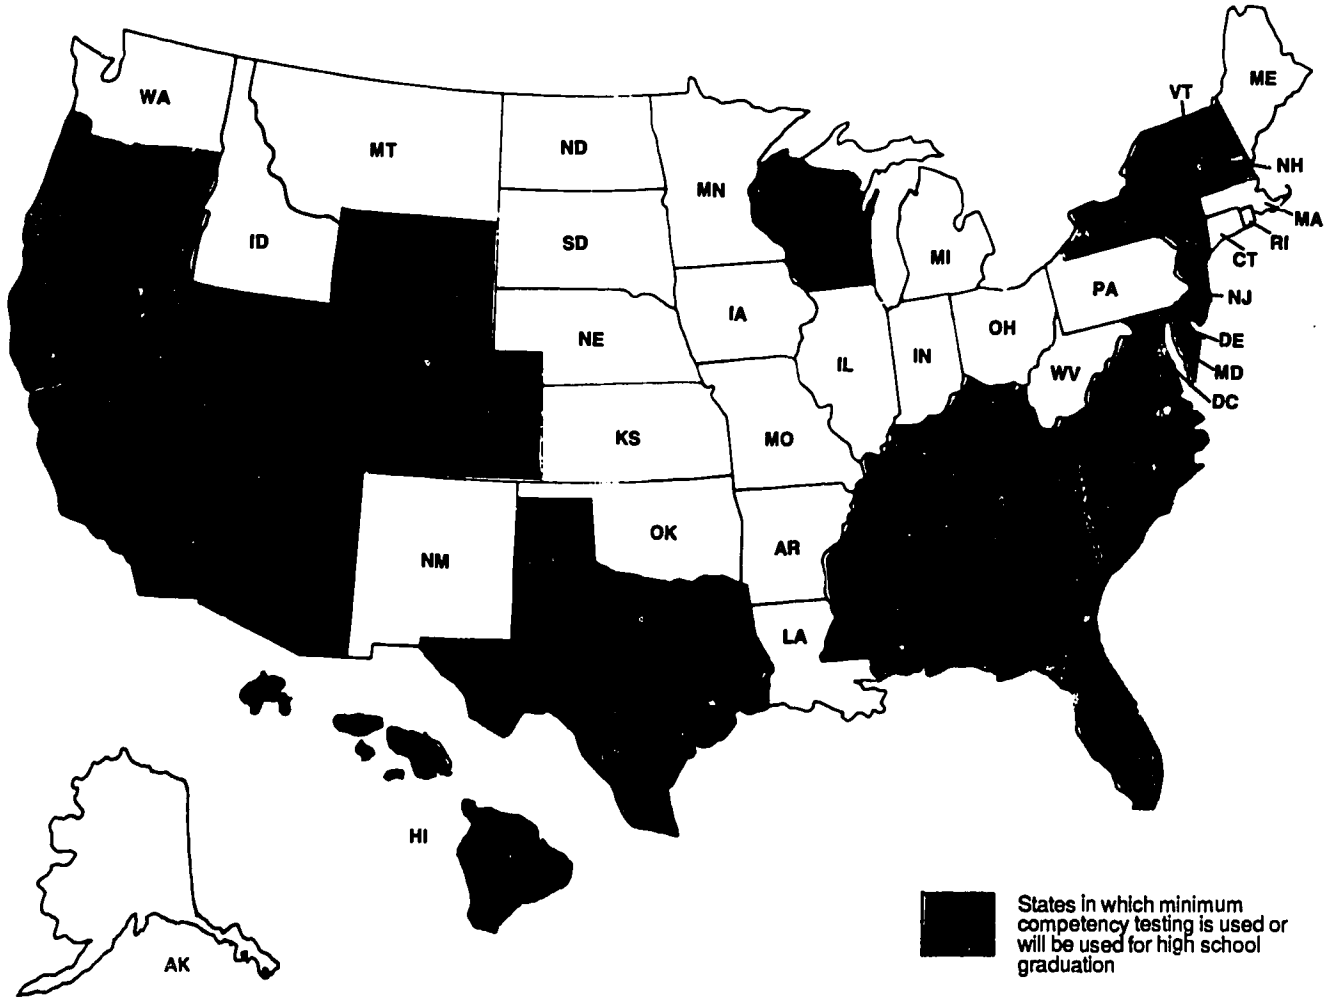 ME
VT
WA
MT
ND
MN
NH
MA
ID
SD
MI
RI
CT
PA
NJ
IA
OH
NE
DE
IL
IN
WV
MD
DC
KS
MO
OK
AR
NM
LA
HI
AK
States in which minimum
competency testing is used or
will be used for high school
graduation